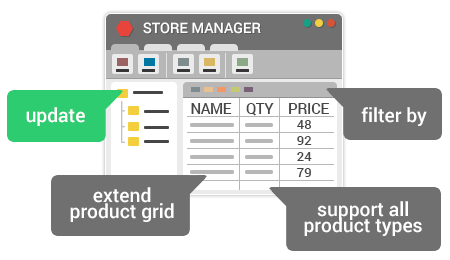 STORE MANAGER
update
filter by
NAME QTY PRICE
48
92
24
79
extend
product grid
support all
product types